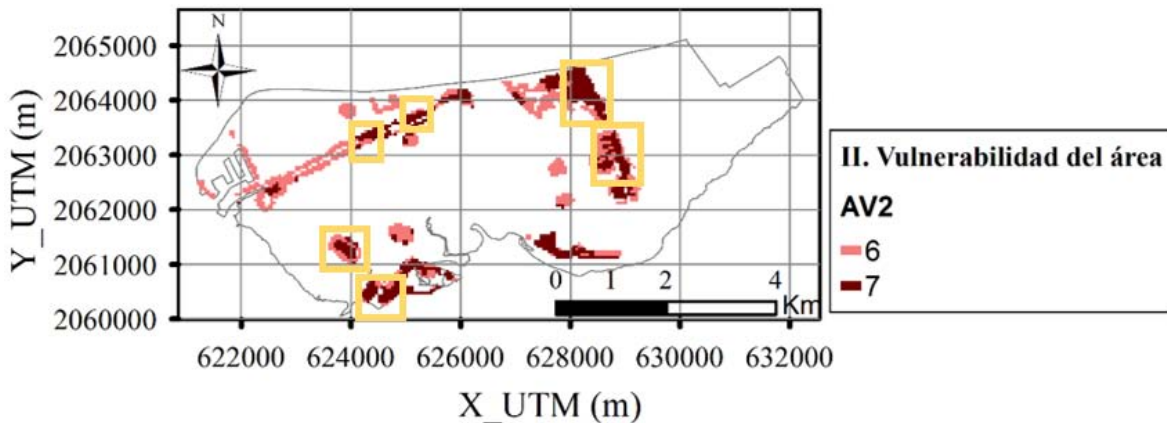 N
2065000
2064000
2063000
2062000
2061000
2060000
Y_UTM (m)
0 1 2 4
Km
622000 624000 626000 628000 630000 632000
X_UTM (m)
II. Vulnerabilidad del área
AV2
6
7